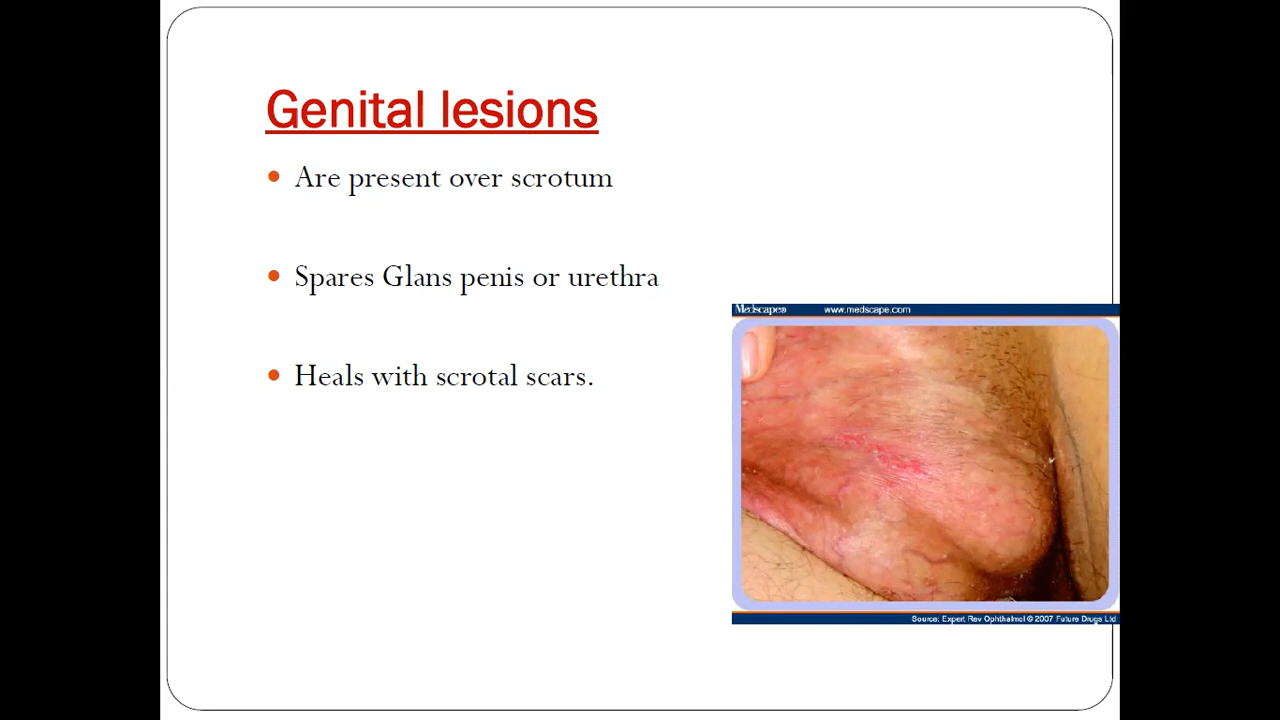 Genital lesions
Are present over scrotum
Spares Glans penis or urethra
Heals with scrotal scars.
Medscape® www.medscape.com
Source: Expert Rev Ophthalmol © 2007 Future Drugs Ltd